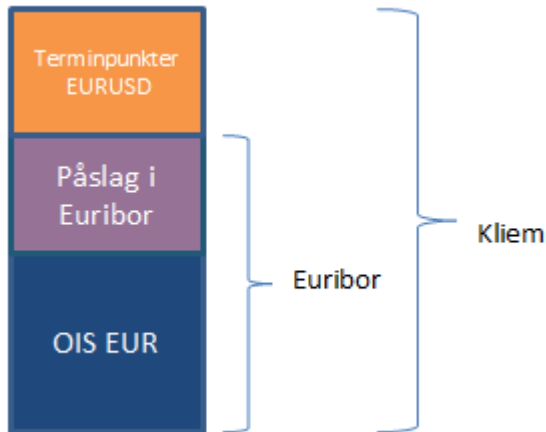 Terminpunkter
EURUSD
Påslag i
Euribor
OIS EUR
Euribor
Kliem